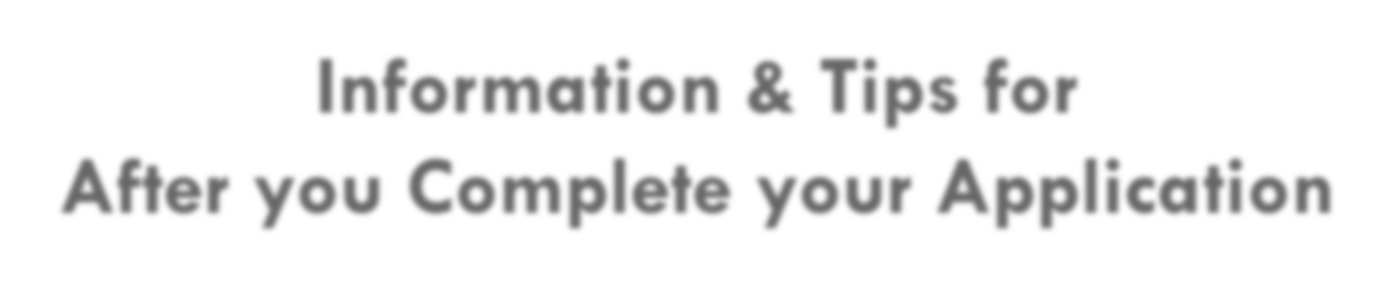 Information & Tips for
After you Complete your Application